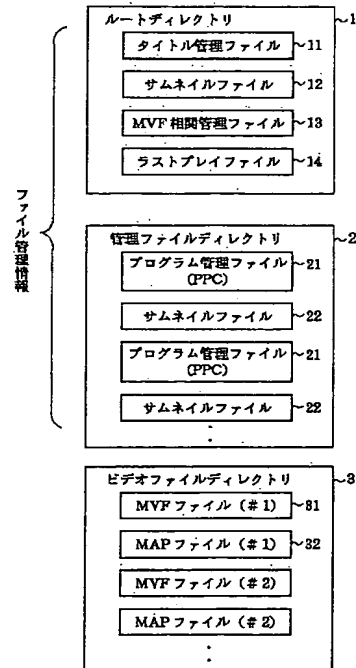 ルートディレクトリ
~1
タイトル管理ファイル
~11
サムネイルファイル
~12
MVF相関管理ファイル
~13
ラストプレイファイル
~14
ファイル管理情報
管理ファイルディレクトリ
~2
プログラム管理ファイル
(PPC)
~21
サムネイルファイル
~22
プログラム管理ファイル
(PPC)
~21
サムネイルファイル
~22
ビデオファイルディレクトリ
~3
MVFファイル(#1)
~31
MAPファイル(#1)
~32
MVFファイル(#2)
MAPファイル(#2)